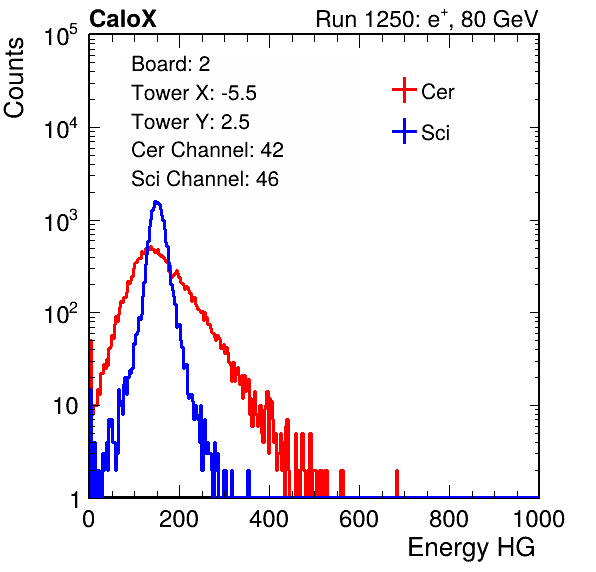 CaloX Run 1250: e⁺, 80 GeV
Board: 2
Tower X: -5.5
Tower Y: 2.5
Cer Channel: 42
Sci Channel: 46
Cer
Sci
Counts
10⁵
10⁴
10³
10²
10
1
0 200 400 600 800 1000
Energy HG